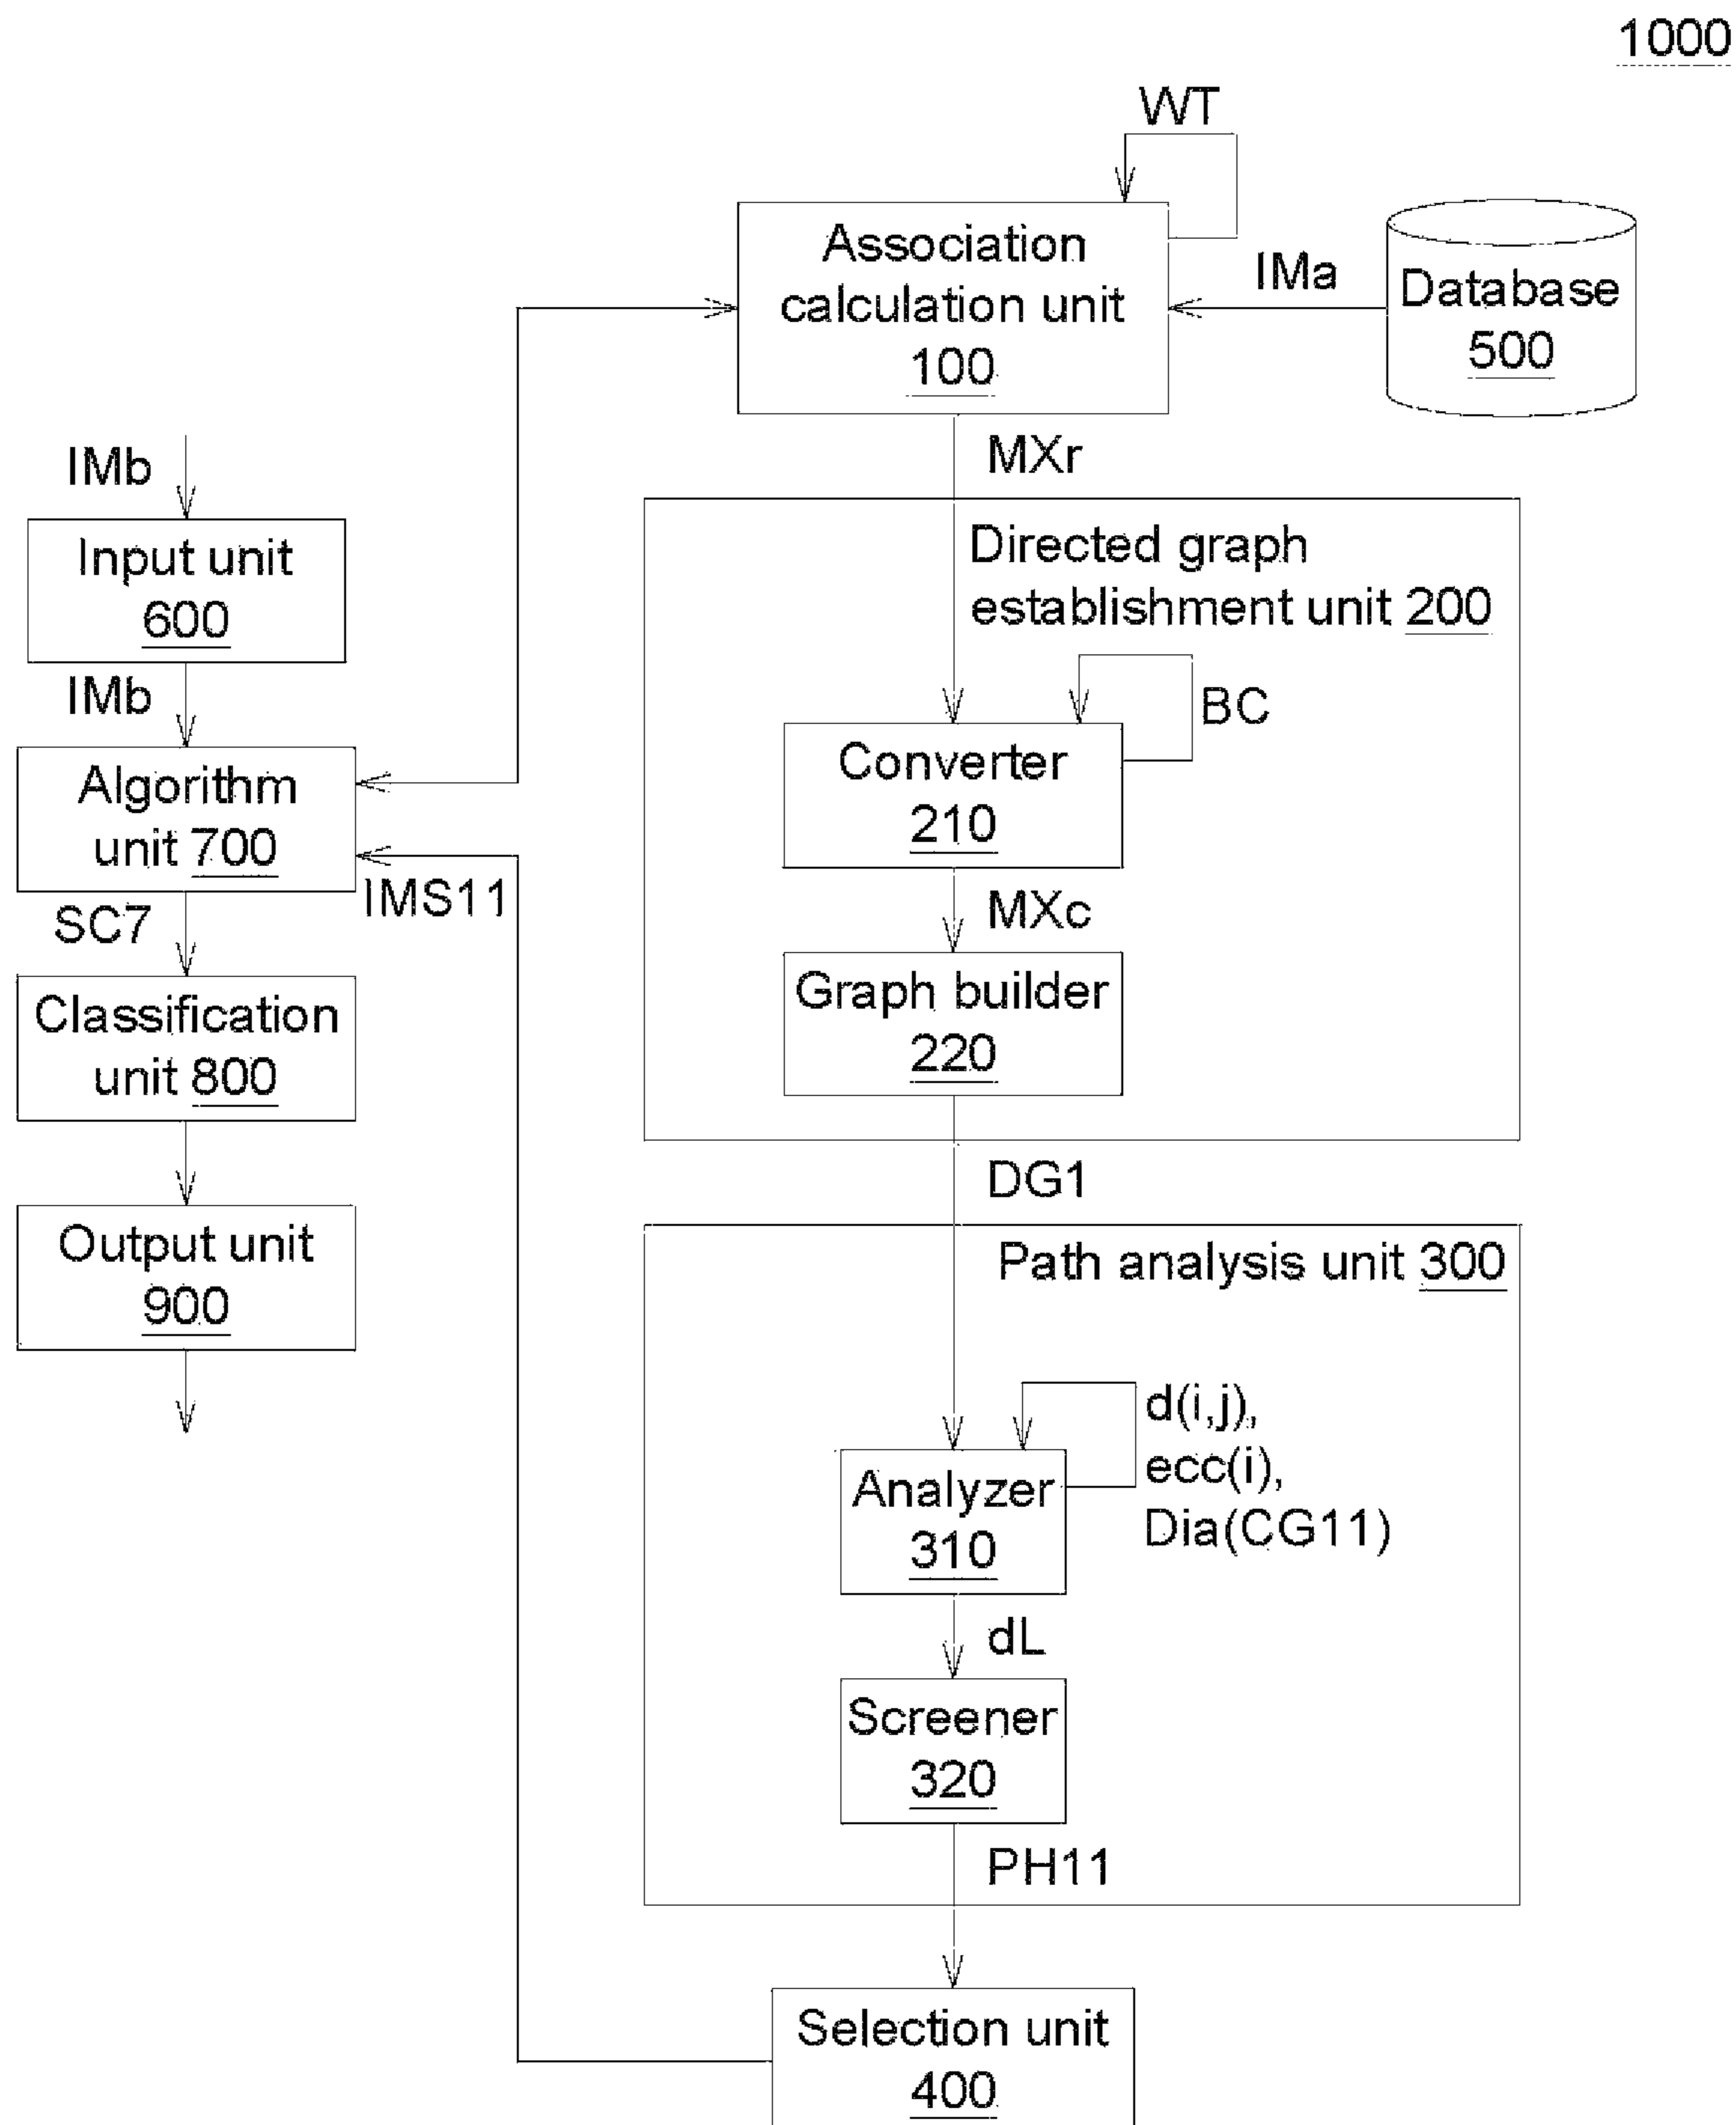 1000
WT
Association
calculation unit
100
IMa
Database
500
MXr
IMb
Input unit
600
IMb
Algorithm
unit 700
IMS11
SC7
Classification
unit 800
Output unit
900
Directed graph
establishment unit 200
BC
Converter
210
MXc
Graph builder
220
DG1
Path analysis unit 300
d(i,j),
ecc(i),
Dia(CG11)
Analyzer
310
dL
Screener
320
PH11
Selection unit
400